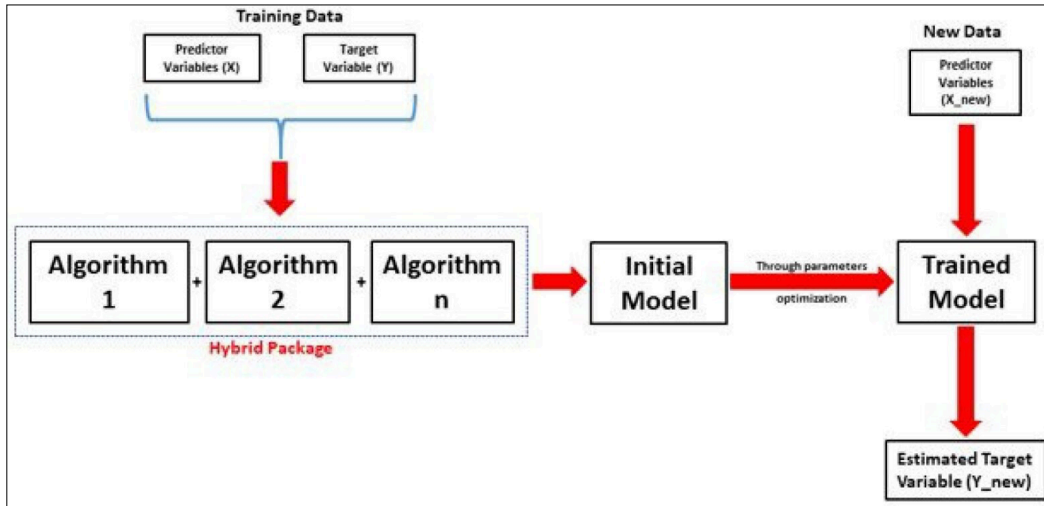 Training Data
Predictor
Variables (X)
Target
Variable (Y)
New Data
Predictor
Variables
(X_new)
Algorithm
1
+
Algorithm
2
+
Algorithm
n
Hybrid Package
Initial
Model
Through parameters
optimization
Trained
Model
Estimated Target
Variable (Y_new)